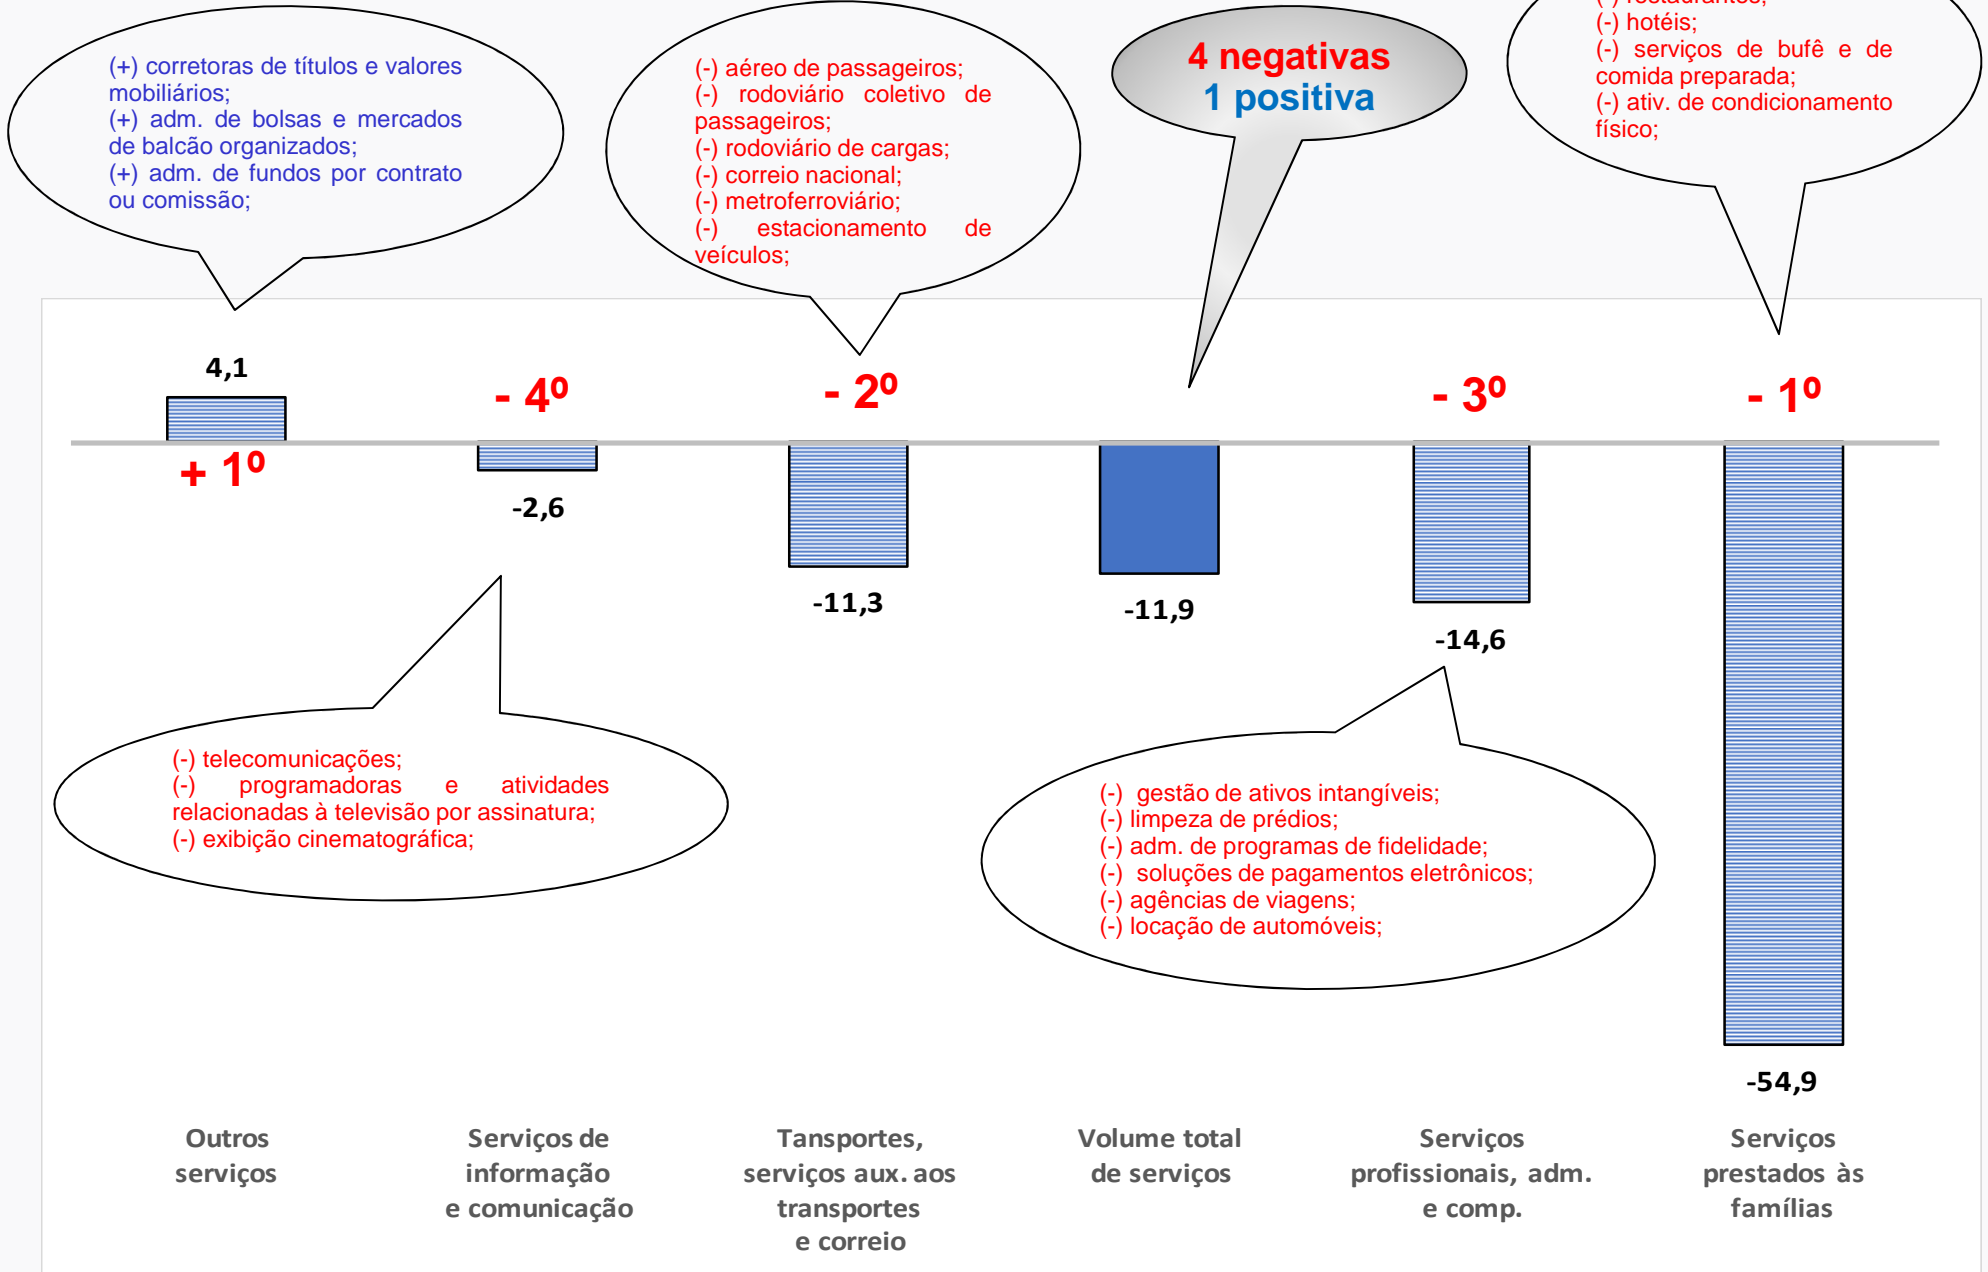 (+) corretoras de títulos e valores
mobiliários;
(+) adm. de bolsas e mercados
de balcão organizados;
(+) adm. de fundos por contrato
ou comissão;
(-) aéreo de passageiros;
(-) rodoviário coletivo de
passageiros;
(-) rodoviário de cargas;
(-) correio nacional;
(-) metroferroviário;
(-) estacionamento de
veículos;
4 negativas
1 positiva
(-) restaurantes;
(-) hotéis;
(-) serviços de bufê e de
comida preparada;
(-) ativ. de condicionamento
físico;
4,1
+ 1º
- 4º
-2,6
- 2º
-11,3
-11,9
- 3º
-14,6
- 1º
-54,9
(-) telecomunicações;
(-) programadoras e atividades
relacionadas à televisão por assinatura;
(-) exibição cinematográfica;
(-) gestão de ativos intangíveis;
(-) limpeza de prédios;
(-) adm. de programas de fidelidade;
(-) soluções de pagamentos eletrônicos;
(-) agências de viagens;
(-) locação de automóveis;
Outros
serviços
Serviços de
informação
e comunicação
Tansportes,
serviços aux. aos
transportes
e correio
Volume total
de serviços
Serviços
profissionais, adm.
e comp.
Serviços
prestados às
famílias